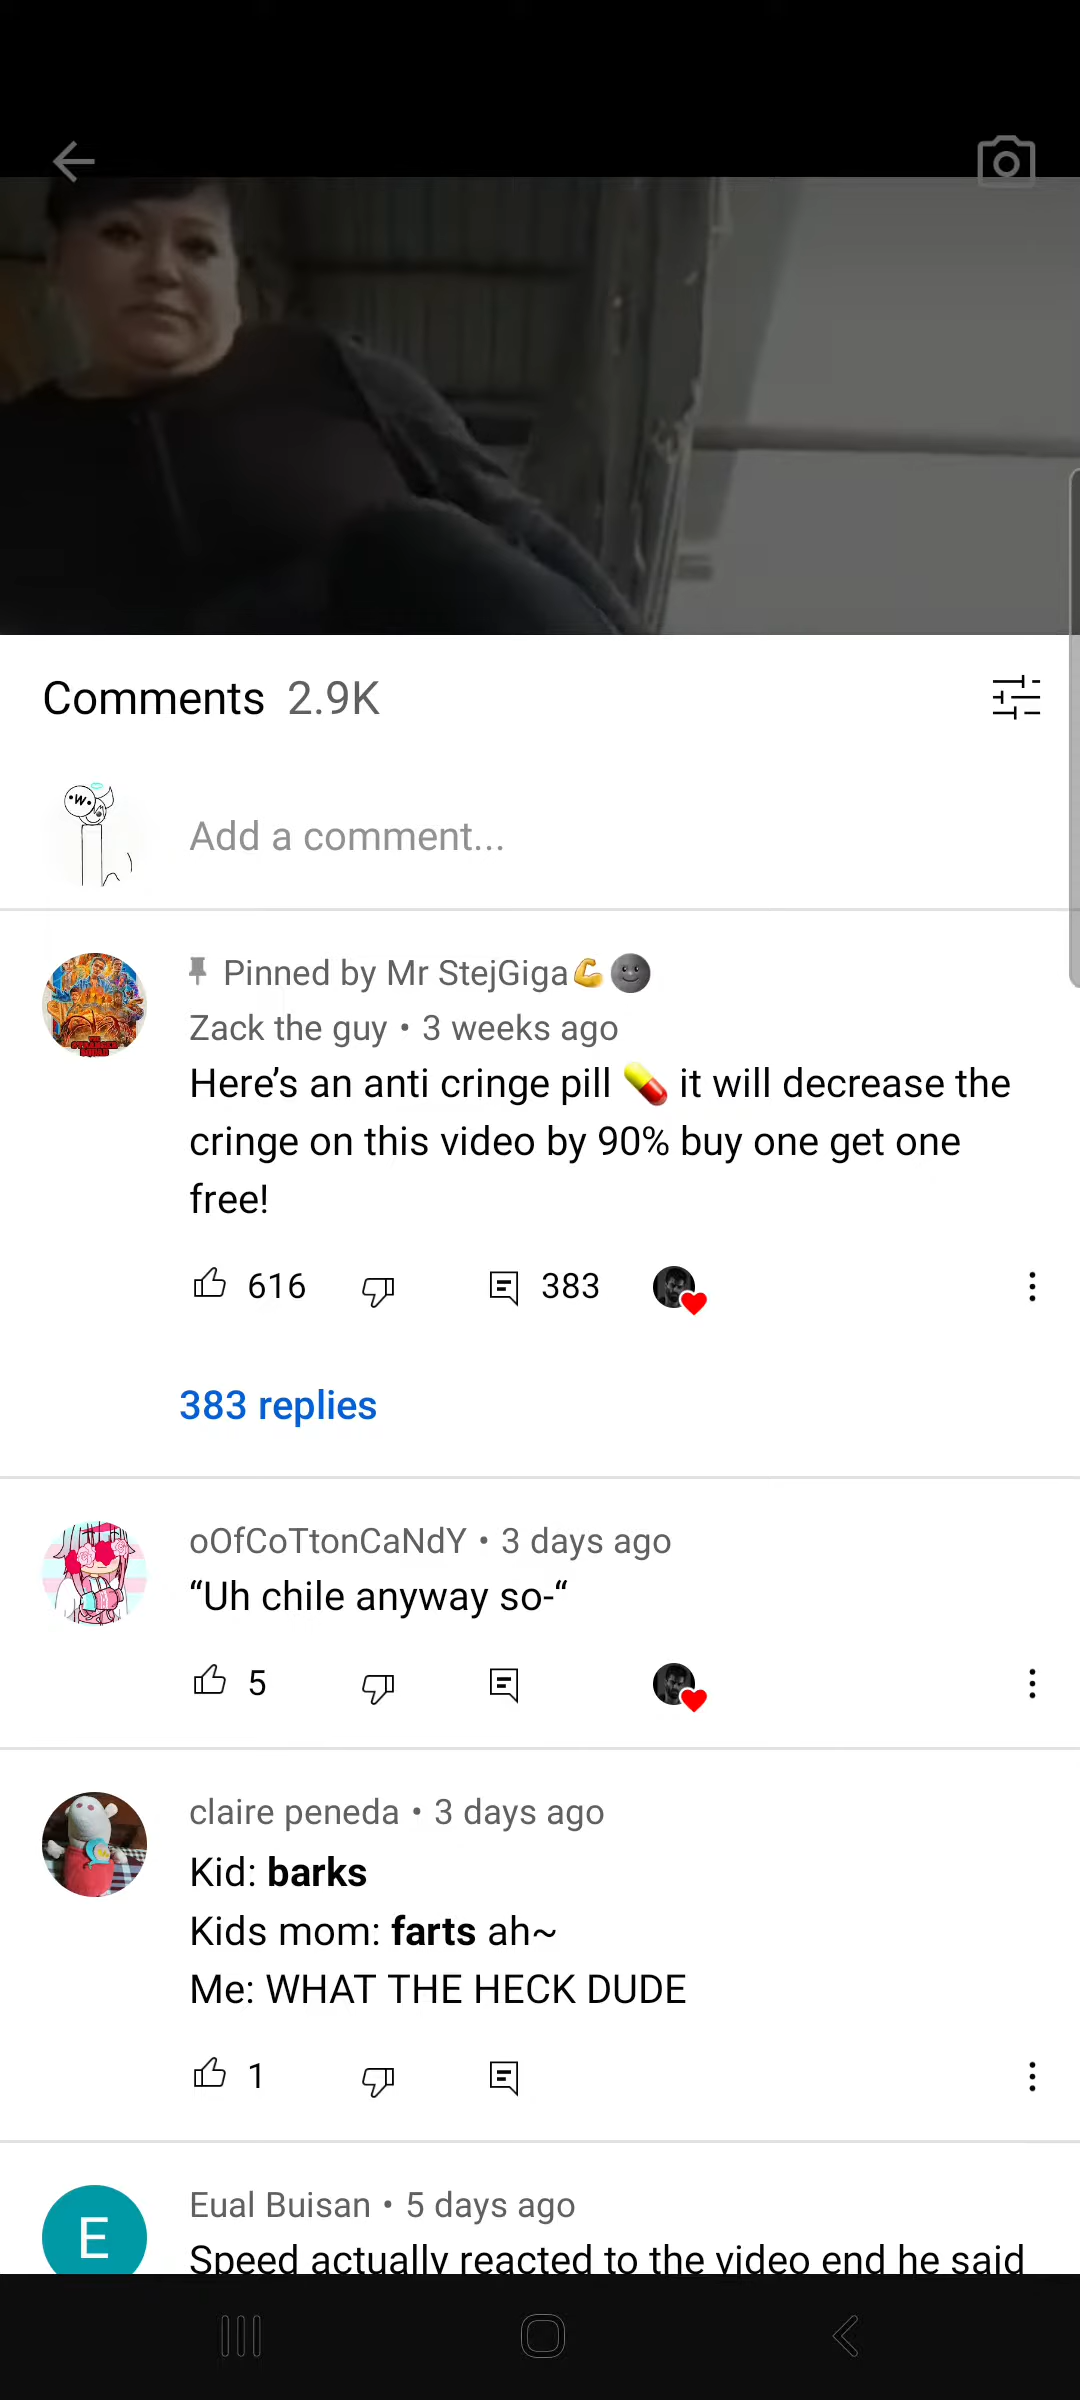 Comments 2.9K
Add a comment...
Pinned by Mr StejGiga💪🌚
Zack the guy • 3 weeks ago
Here’s an anti cringe pill 💊 it will decrease the
cringe on this video by 90% buy one get one
free!
616 383
383 replies
oOfCoTtonCaNdY • 3 days ago
“Uh chile anyway so-“
5
claire peneda • 3 days ago
Kid: barks
Kids mom: farts ah~
Me: WHAT THE HECK DUDE
1
E
Eual Buisan • 5 days ago
Speed actually reacted to the video end he said